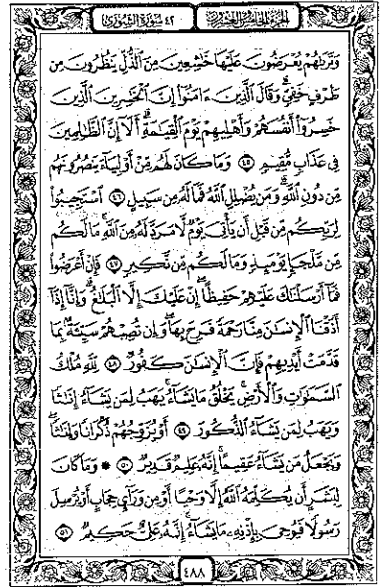 الجزء الخامس والعشرون ٤٢ سورة الشورى
وَتَرَىٰهُمْ يُعْرَضُونَ عَلَيْهَا خَٰشِعِينَ مِنَ ٱلذُّلِّ يَنظُرُونَ مِن
طَرْفٍ خَفِىٍّ وَقَالَ ٱلَّذِينَ ءَامَنُوٓا۟ إِنَّ ٱلْخَٰسِرِينَ ٱلَّذِينَ
خَسِرُوٓا۟ أَنفُسَهُمْ وَأَهْلِيهِمْ يَوْمَ ٱلْقِيَٰمَةِ أَلَآ إِنَّ ٱلظَّٰلِمِينَ
فِى عَذَابٍ مُّقِيمٍ ٤٥ وَمَا كَانَ لَهُم مِّنْ أَوْلِيَآءَ يَنصُرُونَهُم
مِّن دُونِ ٱللَّهِ وَمَن يُضْلِلِ ٱللَّهُ فَمَا لَهُۥ مِن سَبِيلٍ ٤٦ ٱسْتَجِيبُوا۟
لِرَبِّكُم مِّن قَبْلِ أَن يَأْتِىَ يَوْمٌ لَّا مَرَدَّ لَهُۥ مِنَ ٱللَّهِ مَا لَكُم
مِّن مَّلْجَإٍ يَوْمَئِذٍ وَمَا لَكُم مِّن نَّكِيرٍ ٤٧ فَإِنْ أَعْرَضُوا۟
فَمَآ أَرْسَلْنَٰكَ عَلَيْهِمْ حَفِيظًا إِنْ عَلَيْكَ إِلَّا ٱلْبَلَٰغُ وَإِنَّآ إِذَآ
أَذَقْنَا ٱلْإِنسَٰنَ مِنَّا رَحْمَةً فَرِحَ بِهَا وَإِن تُصِبْهُمْ سَيِّئَةٌۢ بِمَا
قَدَّمَتْ أَيْدِيهِمْ فَإِنَّ ٱلْإِنسَٰنَ كَفُورٌ ٤٨ لِّلَّهِ مُلْكُ
ٱلسَّمَٰوَٰتِ وَٱلْأَرْضِ يَخْلُقُ مَا يَشَآءُ يَهَبُ لِمَن يَشَآءُ إِنَٰثًا
وَيَهَبُ لِمَن يَشَآءُ ٱلذُّكُورَ ٤٩ أَوْ يُزَوِّجُهُمْ ذُكْرَانًا وَإِنَٰثًا
وَيَجْعَلُ مَن يَشَآءُ عَقِيمًا إِنَّهُۥ عَلِيمٌ قَدِيرٌ ٥٠ ۞ وَمَا كَانَ
لِبَشَرٍ أَن يُكَلِّمَهُ ٱللَّهُ إِلَّا وَحْيًا أَوْ مِن وَرَآئِ حِجَابٍ أَوْ يُرْسِلَ
رَسُولًا فَيُوحِىَ بِإِذْنِهِۦ مَا يَشَآءُ إِنَّهُۥ عَلِىٌّ حَكِيمٌ ٥١
٤٨٨